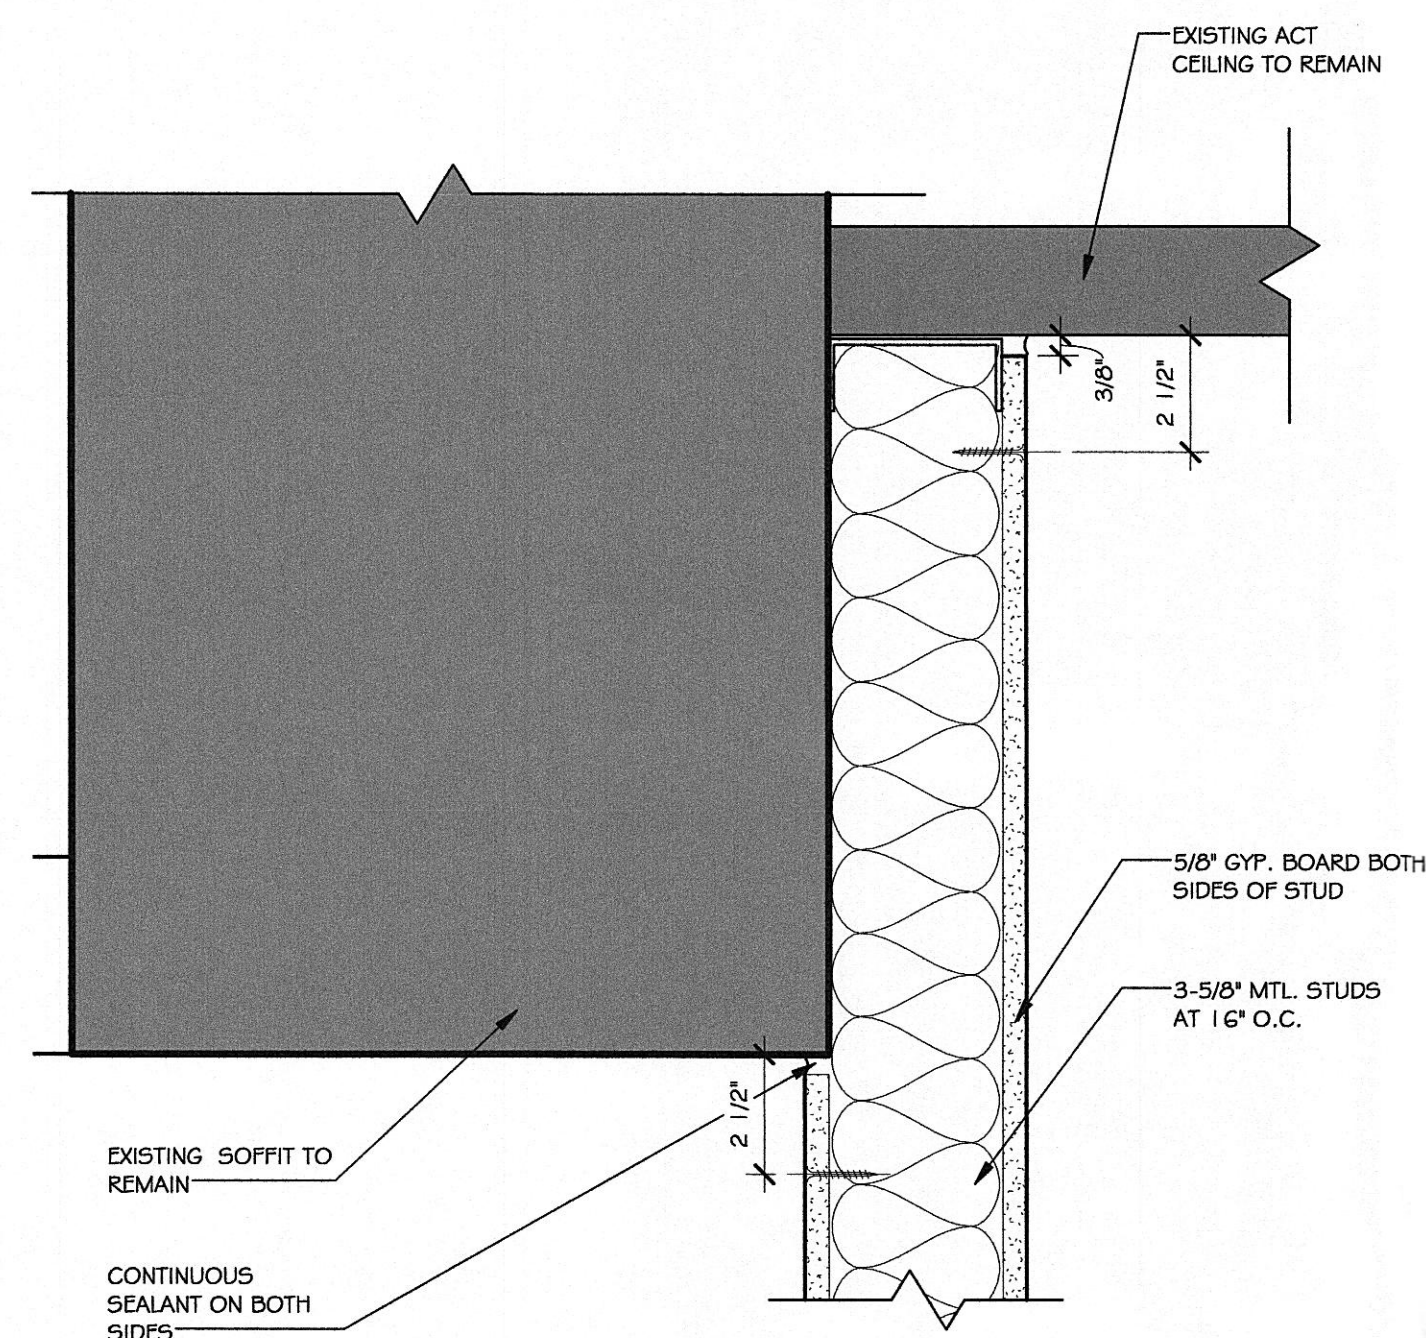 EXISTING ACT
CEILING TO REMAIN
3/8"
2 1/2"
5/8" GYP. BOARD BOTH
SIDES OF STUD
3-5/8" MTL. STUDS
AT 16" O.C.
2 1/2"
EXISTING SOFFIT TO
REMAIN
CONTINUOUS
SEALANT ON BOTH
SIDES